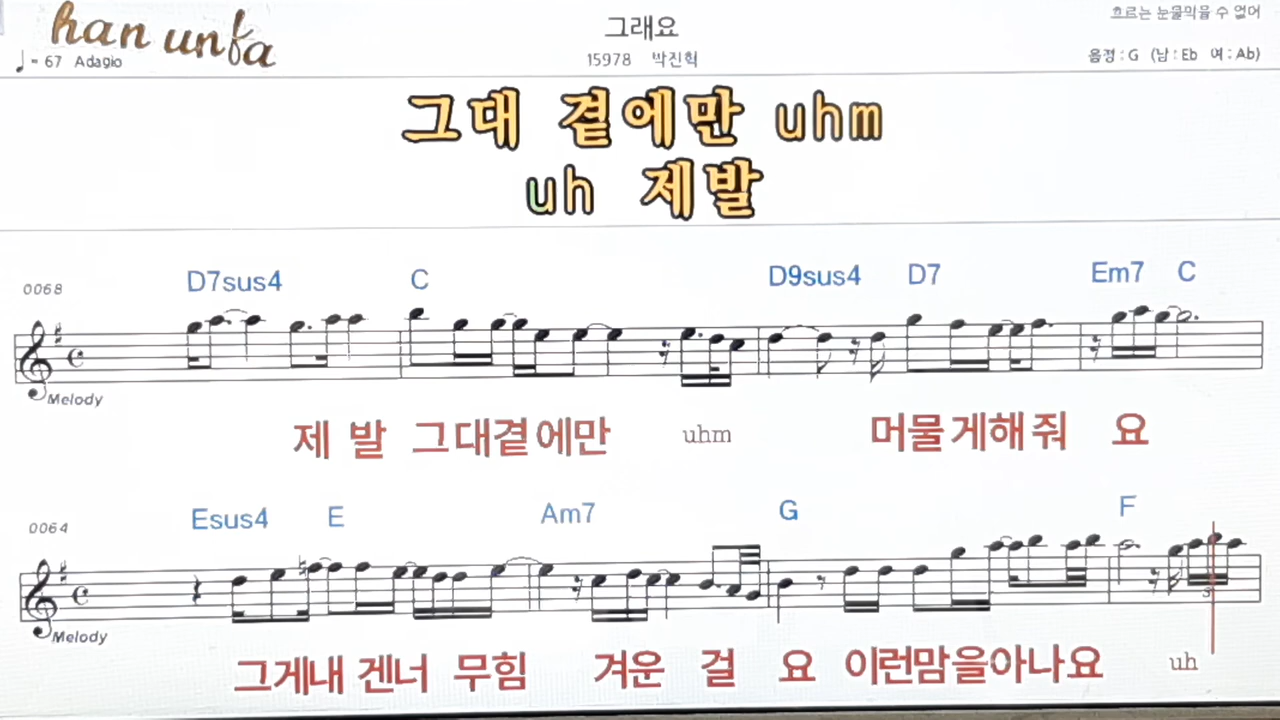 han unfa
그래요
흐르는 눈물막을 수 없어
♩= 67 Adagio
15978 박진혁
음정 : G (남 : Eb 여 : Ab)
그대 곁에만 uhm
uh 제발
D7sus4 C D9sus4 D7 Em7 C
0068
Melody
제 발 그대곁에만 uhm 머물게해줘 요
Esus4 E Am7 G F
0064
3
Melody
그게내 겐너 무힘 겨운 걸 요 이런맘을아나요 uh